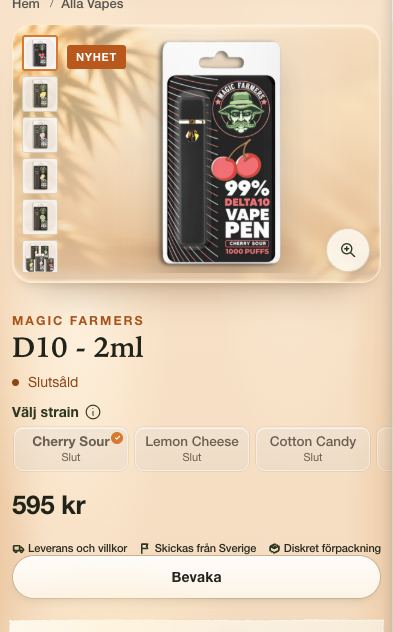 Hem / Alla Vapes
NYHET
MAGIC FARMERS
99%
DELTA10
VAPE
PEN
CHERRY SOUR
1000 PUFFS
MAGIC FARMERS
D10 - 2ml
Slutsåld
Välj strain
Cherry Sour
Slut
Lemon Cheese
Slut
Cotton Candy
Slut
595 kr
Leverans och villkor
Skickas från Sverige
Diskret förpackning
Bevaka